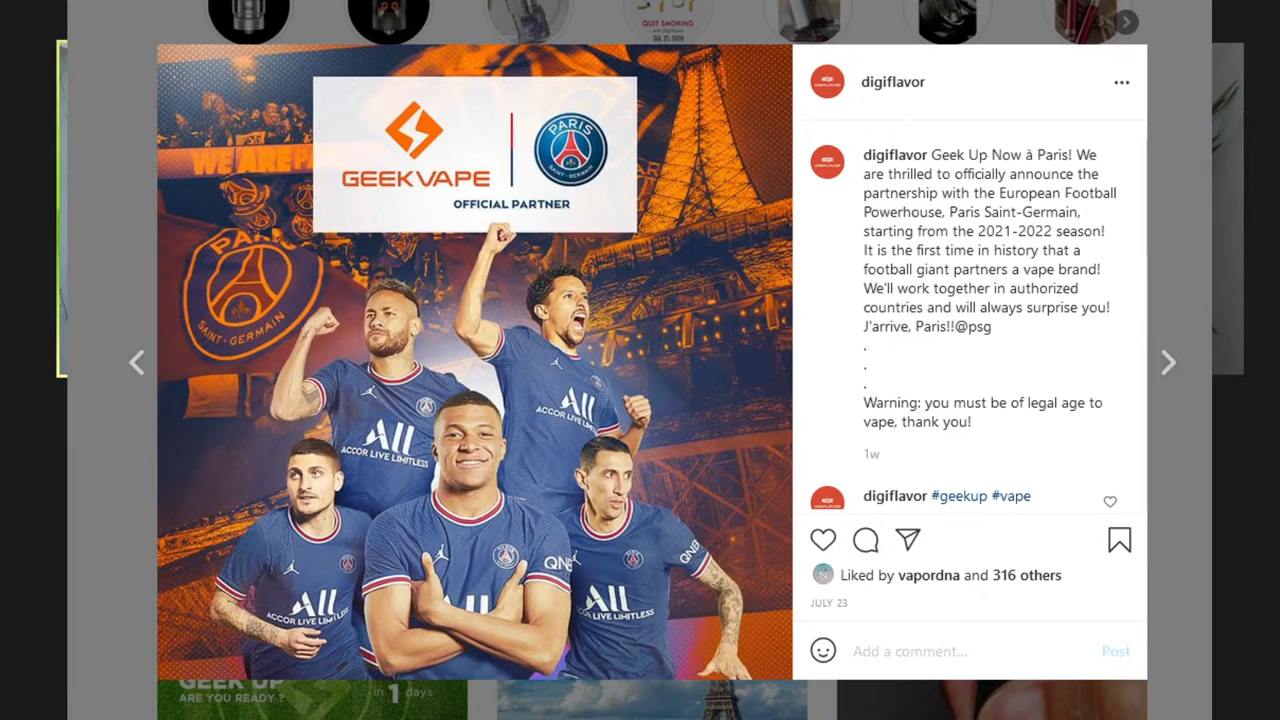 QUIT SMOKING
JUL 21, 2018
WE ARE PA
GEEKVAPE
PARIS
SAINT-GERMAIN
OFFICIAL PARTNER
PARIS
SAINT-GERMAIN
All
ACCOR LIVE LIMITLESS
All
ACCOR LIVE LIMITLESS
QNB
All
ACCOR LIVE LIMITLESS
All
ACCOR LIVE LIMITLESS
QNB
digiflavor
digiflavor Geek Up Now à Paris! We
are thrilled to officially announce the
partnership with the European Football
Powerhouse, Paris Saint-Germain,
starting from the 2021-2022 season!
It is the first time in history that a
football giant partners a vape brand!
We'll work together in authorized
countries and will always surprise you!
J'arrive, Paris!!@psg
.
.
.
Warning: you must be of legal age to
vape, thank you!
1w
digiflavor #geekup #vape
Liked by vapordna and 316 others
JULY 23
Add a comment... Post
GEEK UP
ARE YOU READY ?
in 1 days